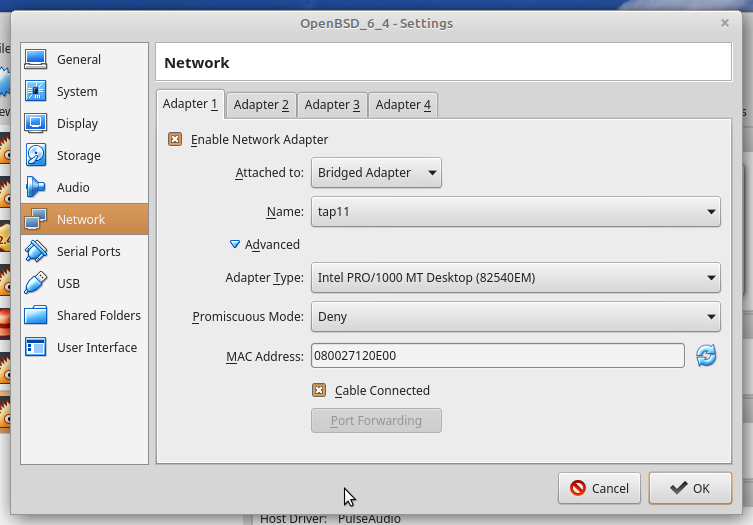 OpenBSD_6_4 - Settings
General
System
Display
Storage
Audio
Network
Serial Ports
USB
Shared Folders
User Interface
Network
Adapter 1
Adapter 2
Adapter 3
Adapter 4
Enable Network Adapter
Attached to: Bridged Adapter
Name: tap11
Advanced
Adapter Type: Intel PRO/1000 MT Desktop (82540EM)
Promiscuous Mode: Deny
MAC Address: 080027120E00
Cable Connected
Port Forwarding
Cancel
OK
Host Driver: PulseAudio